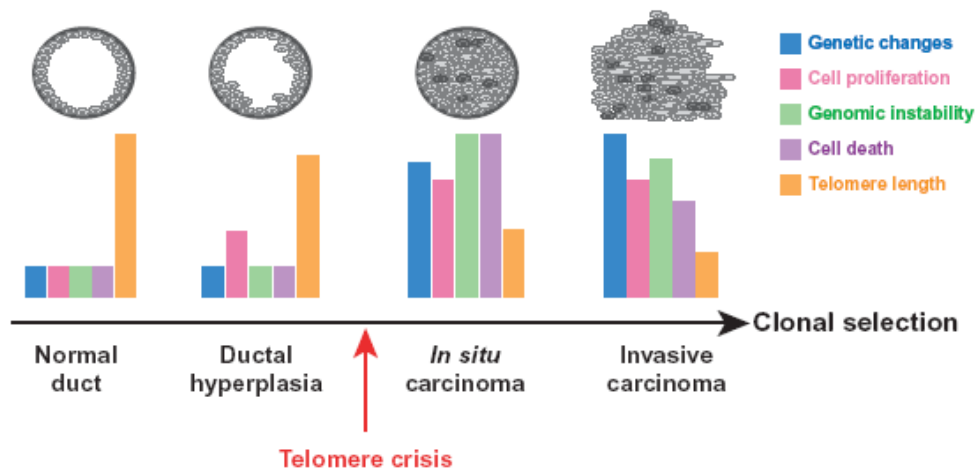 Genetic changes
Cell proliferation
Genomic instability
Cell death
Telomere length
Clonal selection
Normal
duct
Ductal
hyperplasia
In situ
carcinoma
Invasive
carcinoma
Telomere crisis